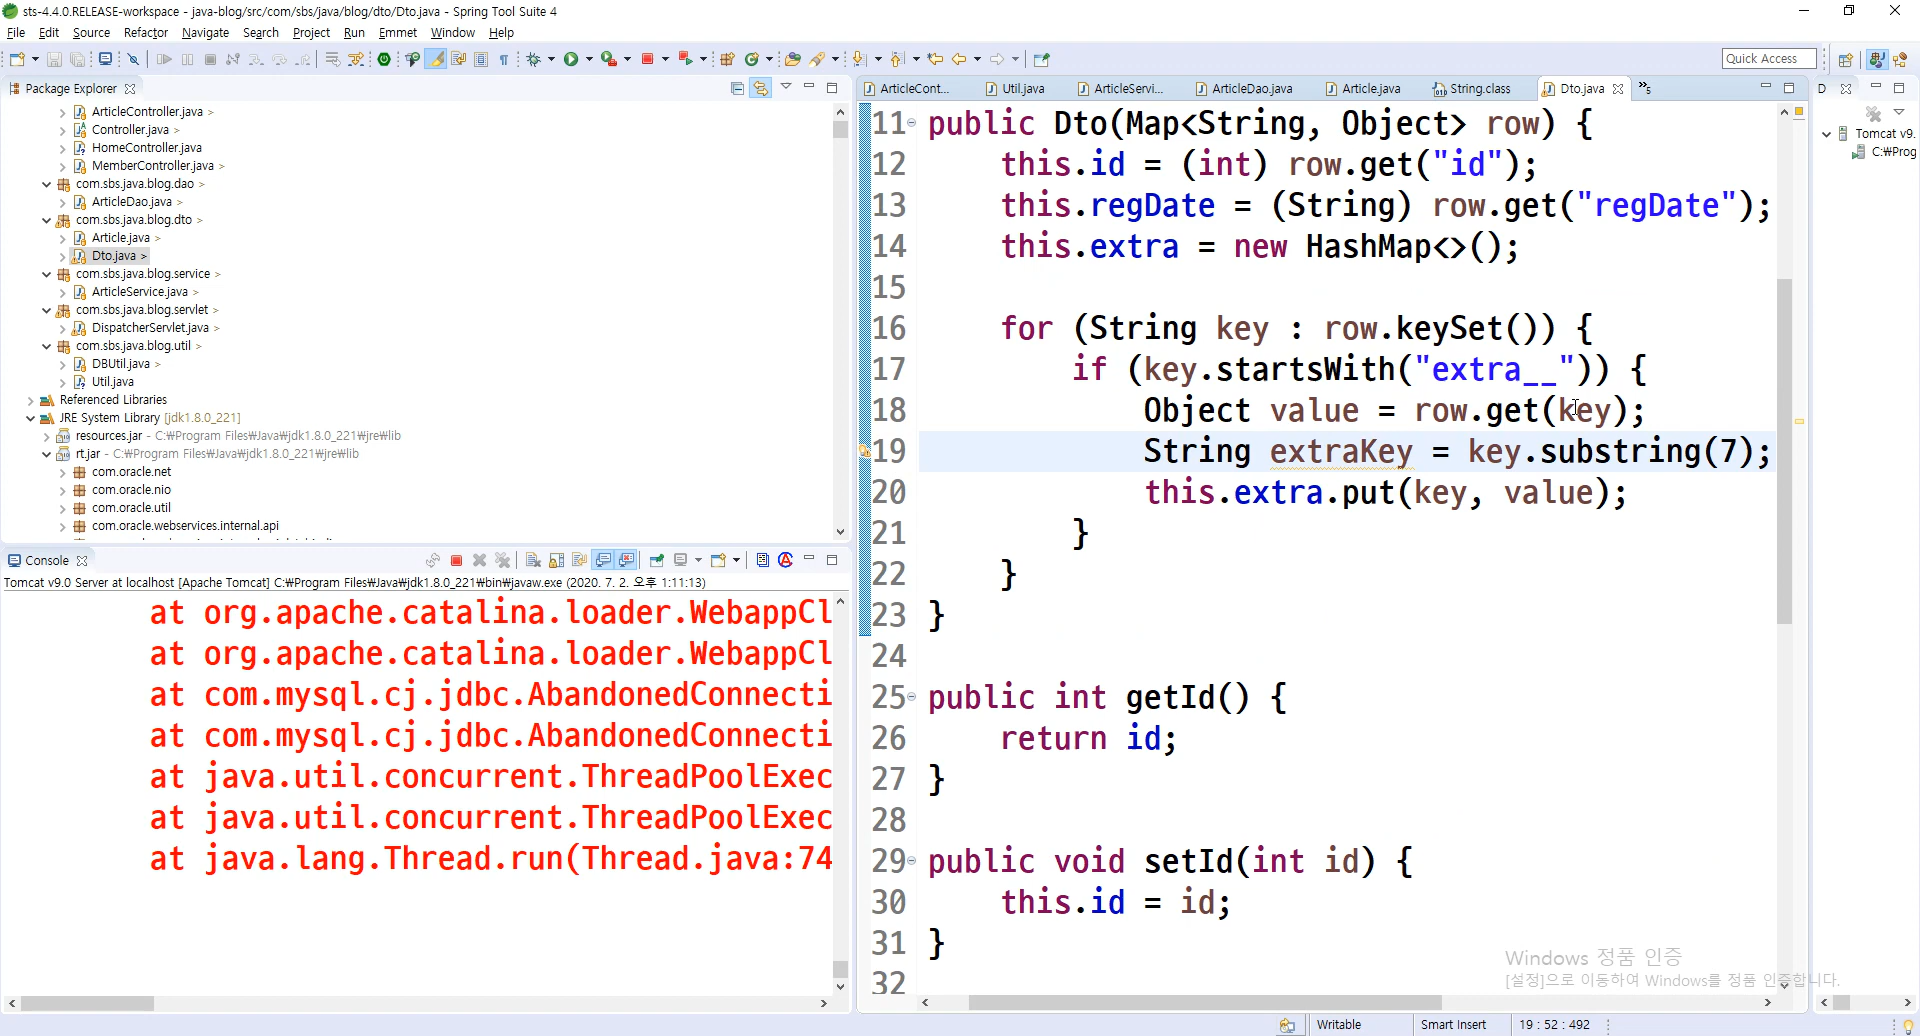 sts-4.4.0.RELEASE-workspace - java-blog/src/com/sbs/java/blog/dto/Dto.java - Spring Tool Suite 4
File Edit Source Refactor Navigate Search Project Run Emmet Window Help
Quick Access
Package Explorer
ArticleController.java >
Controller.java >
HomeController.java
MemberController.java >
com.sbs.java.blog.dao >
ArticleDao.java >
com.sbs.java.blog.dto >
Article.java >
Dto.java >
com.sbs.java.blog.service >
ArticleService.java >
com.sbs.java.blog.servlet >
DispatcherServlet.java >
com.sbs.java.blog.util >
DBUtil.java >
Util.java
Referenced Libraries
JRE System Library [jdk1.8.0_221]
resources.jar - C:₩Program Files₩Java₩jdk1.8.0_221₩jre₩lib
rt.jar - C:₩Program Files₩Java₩jdk1.8.0_221₩jre₩lib
com.oracle.net
com.oracle.nio
com.oracle.util
com.oracle.webservices.internal.api
Console
Tomcat v9.0 Server at localhost [Apache Tomcat] C:₩Program Files₩Java₩jdk1.8.0_221₩bin₩javaw.exe (2020. 7. 2. 오후 1:11:13)
at org.apache.catalina.loader.WebappCl
at org.apache.catalina.loader.WebappCl
at com.mysql.cj.jdbc.AbandonedConnecti
at com.mysql.cj.jdbc.AbandonedConnecti
at java.util.concurrent.ThreadPoolExec
at java.util.concurrent.ThreadPoolExec
at java.lang.Thread.run(Thread.java:74
ArticleCont... Util.java ArticleServi... ArticleDao.java Article.java String.class Dto.java »5
11 public Dto(Map<String, Object> row) {
12 this.id = (int) row.get("id");
13 this.regDate = (String) row.get("regDate");
14 this.extra = new HashMap<>();
15
16 for (String key : row.keySet()) {
17 if (key.startsWith("extra__")) {
18 Object value = row.get(key);
19 String extraKey = key.substring(7);
20 this.extra.put(key, value);
21 }
22 }
23 }
24
25 public int getId() {
26 return id;
27 }
28
29 public void setId(int id) {
30 this.id = id;
31 }
32
D
Tomcat v9.
C:₩Prog
Windows 정품 인증
[설정]으로 이동하여 Windows를 정품 인증합니다.
Writable Smart Insert 19 : 52 : 492